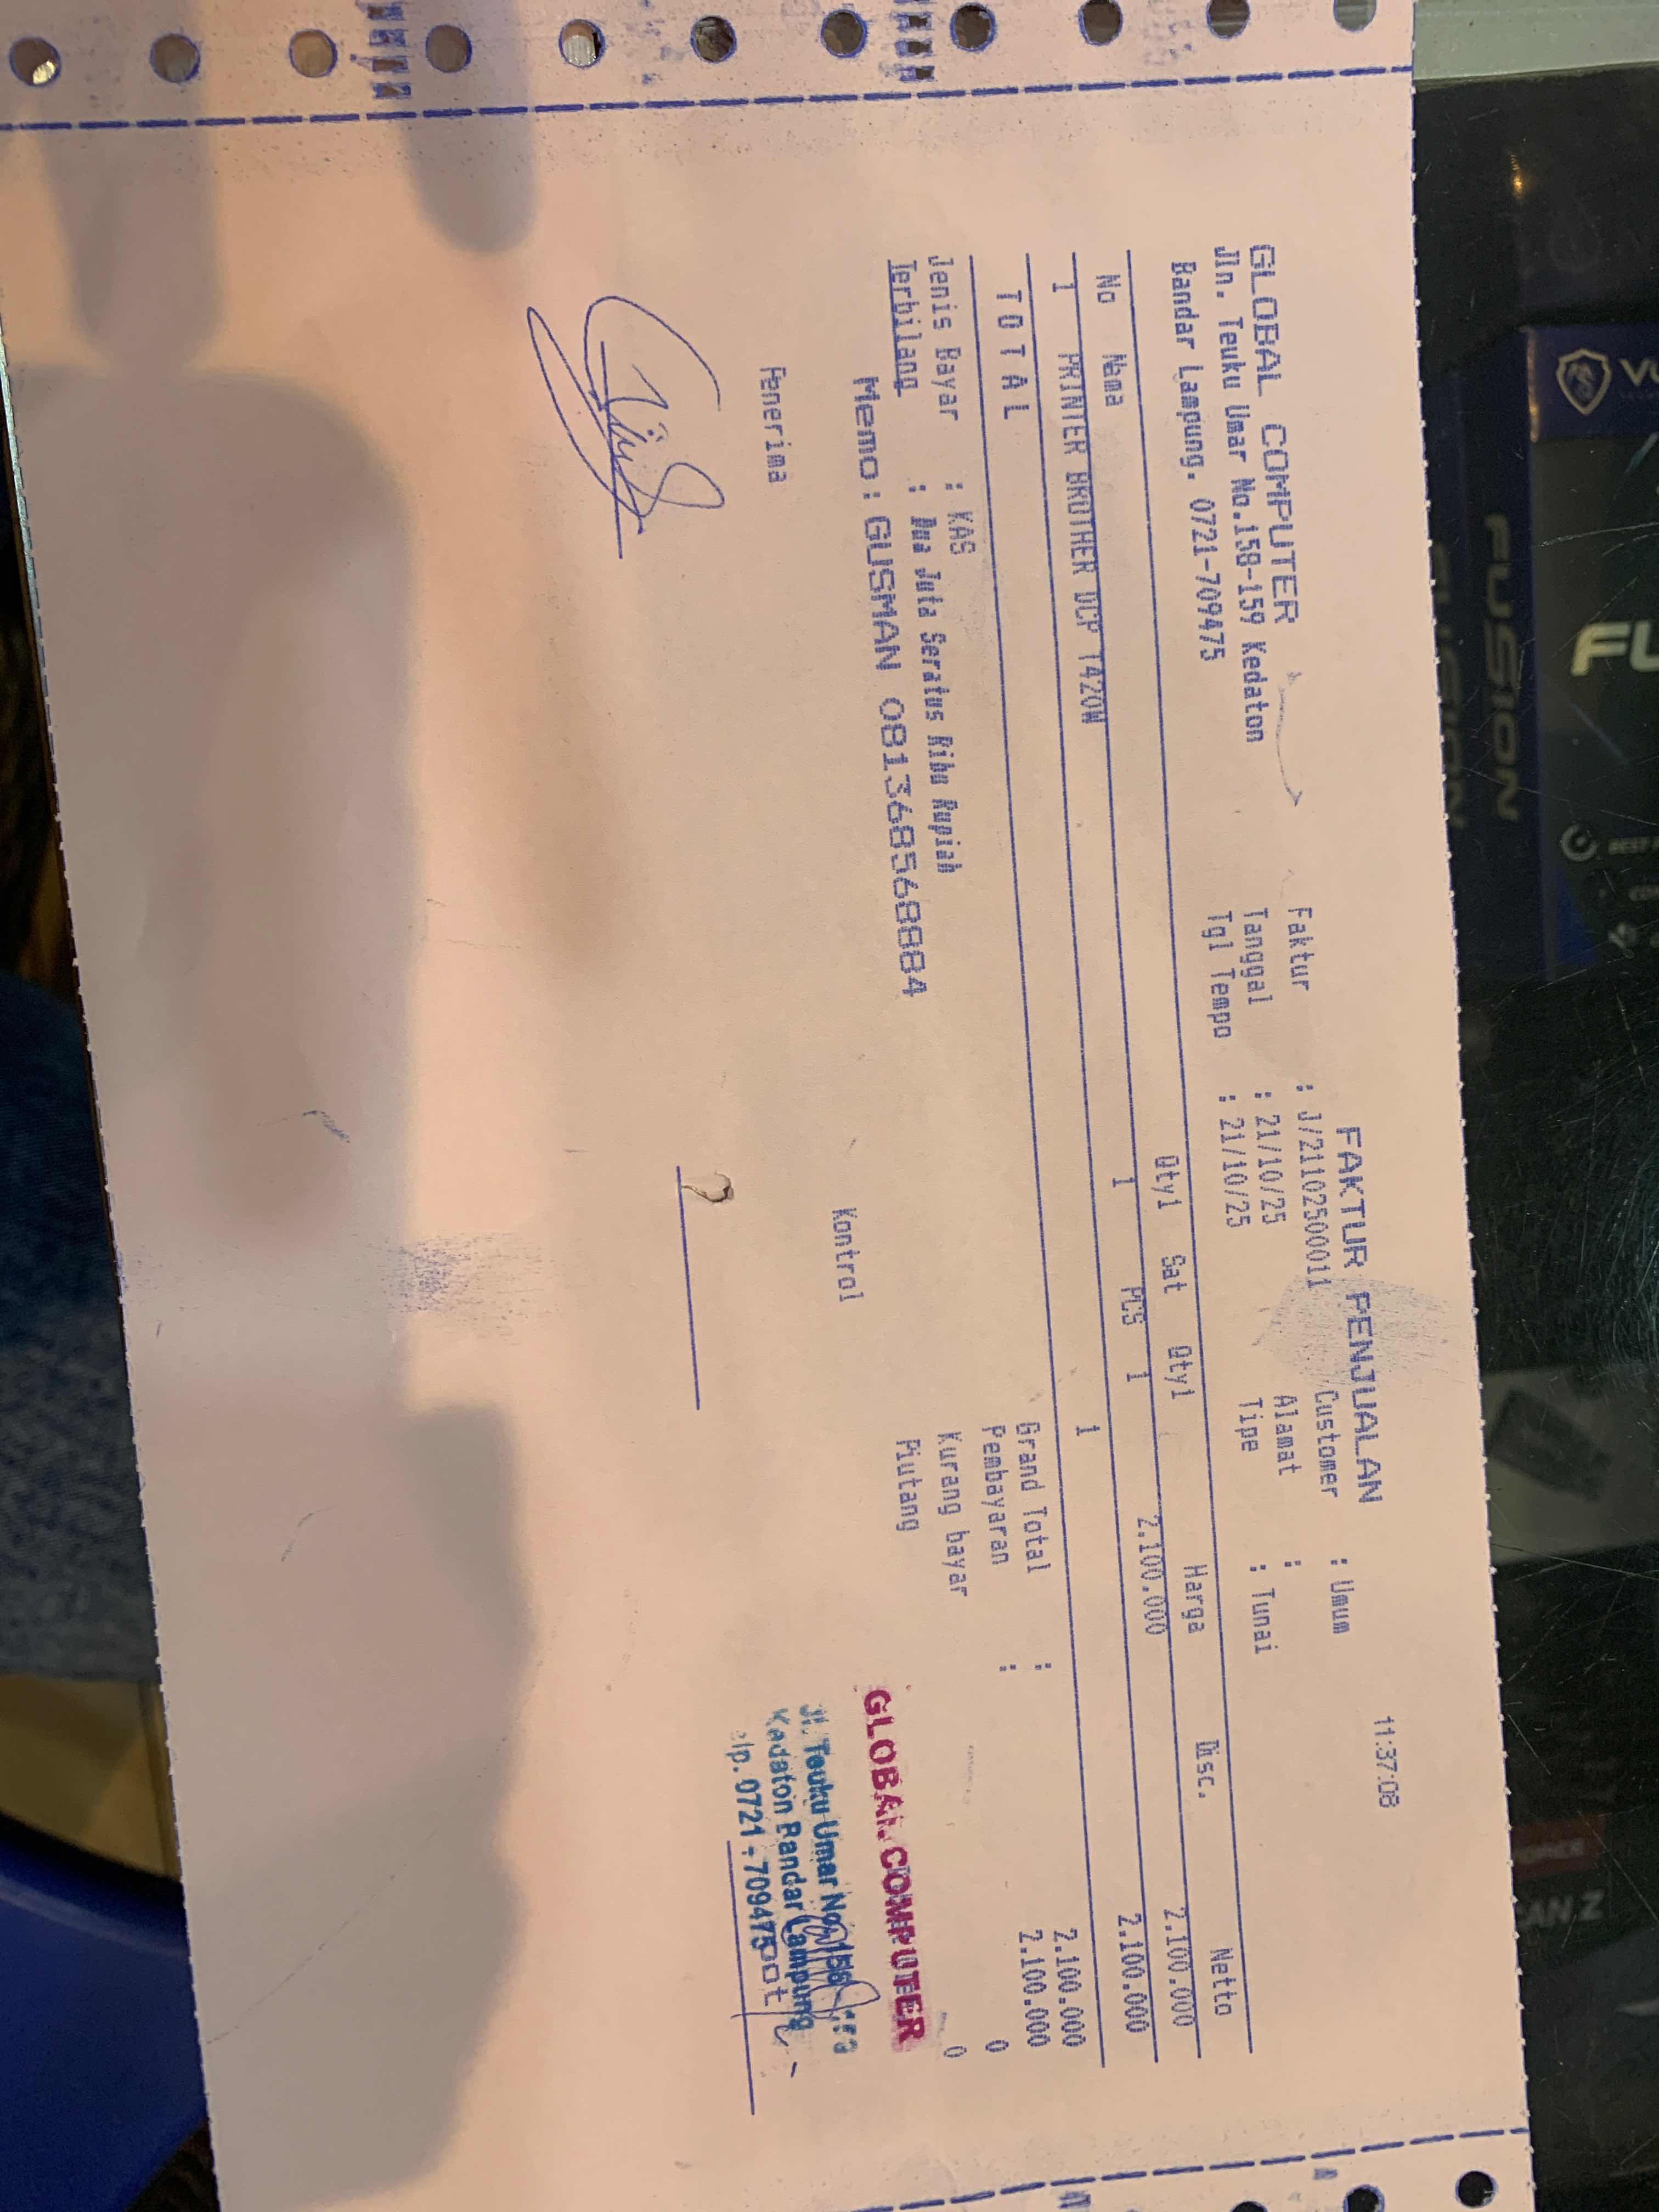 11:37:08
FAKTUR PENJUALAN
GLOBAL COMPUTER
Jln. Teuku Umar No.158-159 Kedaton
Bandar Lampung. 0721-709475
Faktur : J/2110250011
Tanggal : 21/10/25
Tgl Tempo : 21/10/25
Customer : Umum
Alamat :
Tipe : Tunai
No Nama Qty1 Sat Qty1 Harga Disc. Netto
1 PRINTER BROTHER DCP T420W 1 PCS 1 2.100.000 2.100.000
T O T A L 1 2.100.000
Jenis Bayar : KAS
Terbilang : Dua Juta Seratus Ribu Rupiah
Memo: GUSMAN 081368568884
Grand Total : 2.100.000
Pembayaran : 2.100.000
Kurang bayar 0
Piutang 0
Penerima
Kontrol
GLOBAL COMPUTER
Jl. Teuku Umar No. 158
Kedaton Bandar Lampung
0721 - 709475
FUSION
FUSION
BEST